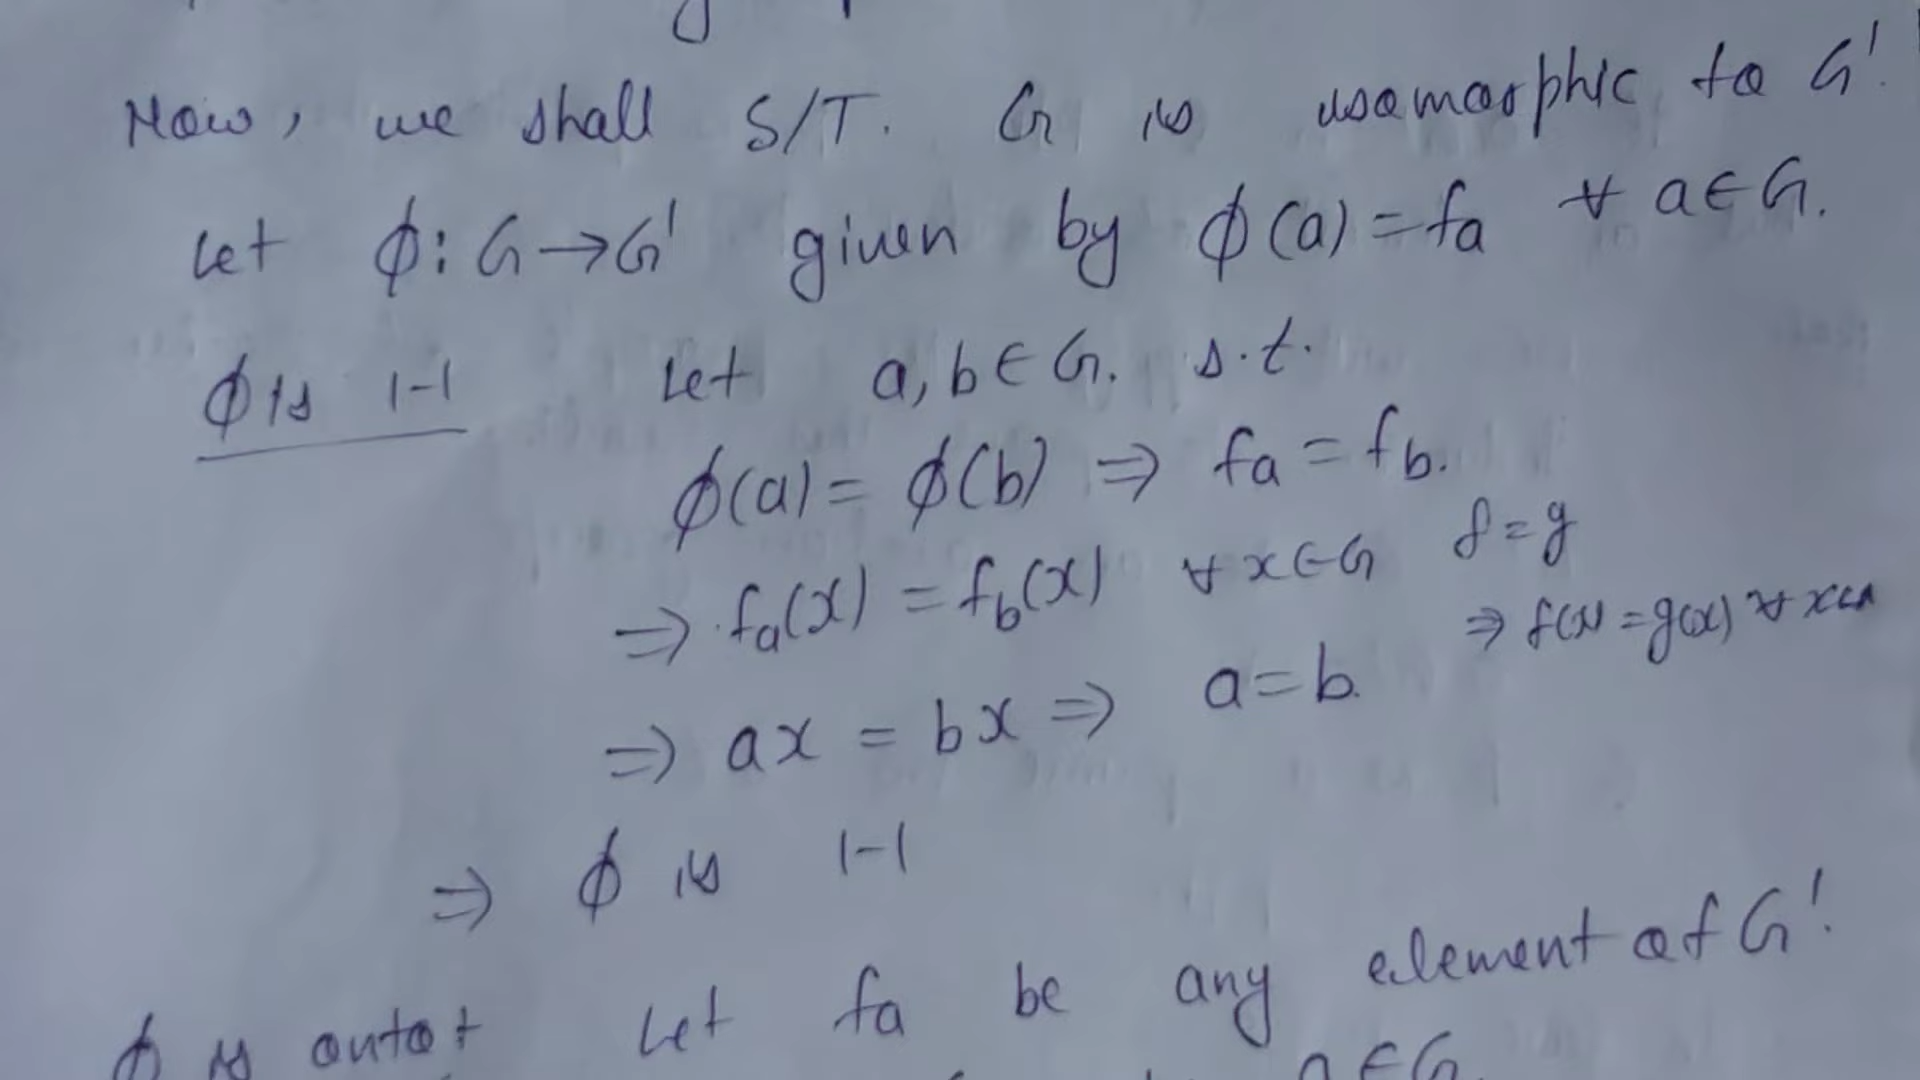 Now, we shall S/T. G is isomorphic to G'.
Let ϕ: G→G' given by ϕ(a) = fa ∀ a∈G.
ϕ is 1-1 Let a, b ∈ G. s.t.
ϕ(a) = ϕ(b) ⇒ fa = fb.
f = g
⇒ fa(x) = fb(x) ∀ x∈G
⇒ f(x) = g(x) ∀ x∈
⇒ ax = bx ⇒ a = b.
⇒ ϕ is 1-1
ϕ is onto: Let fa be any element of G'.
a ∈ G